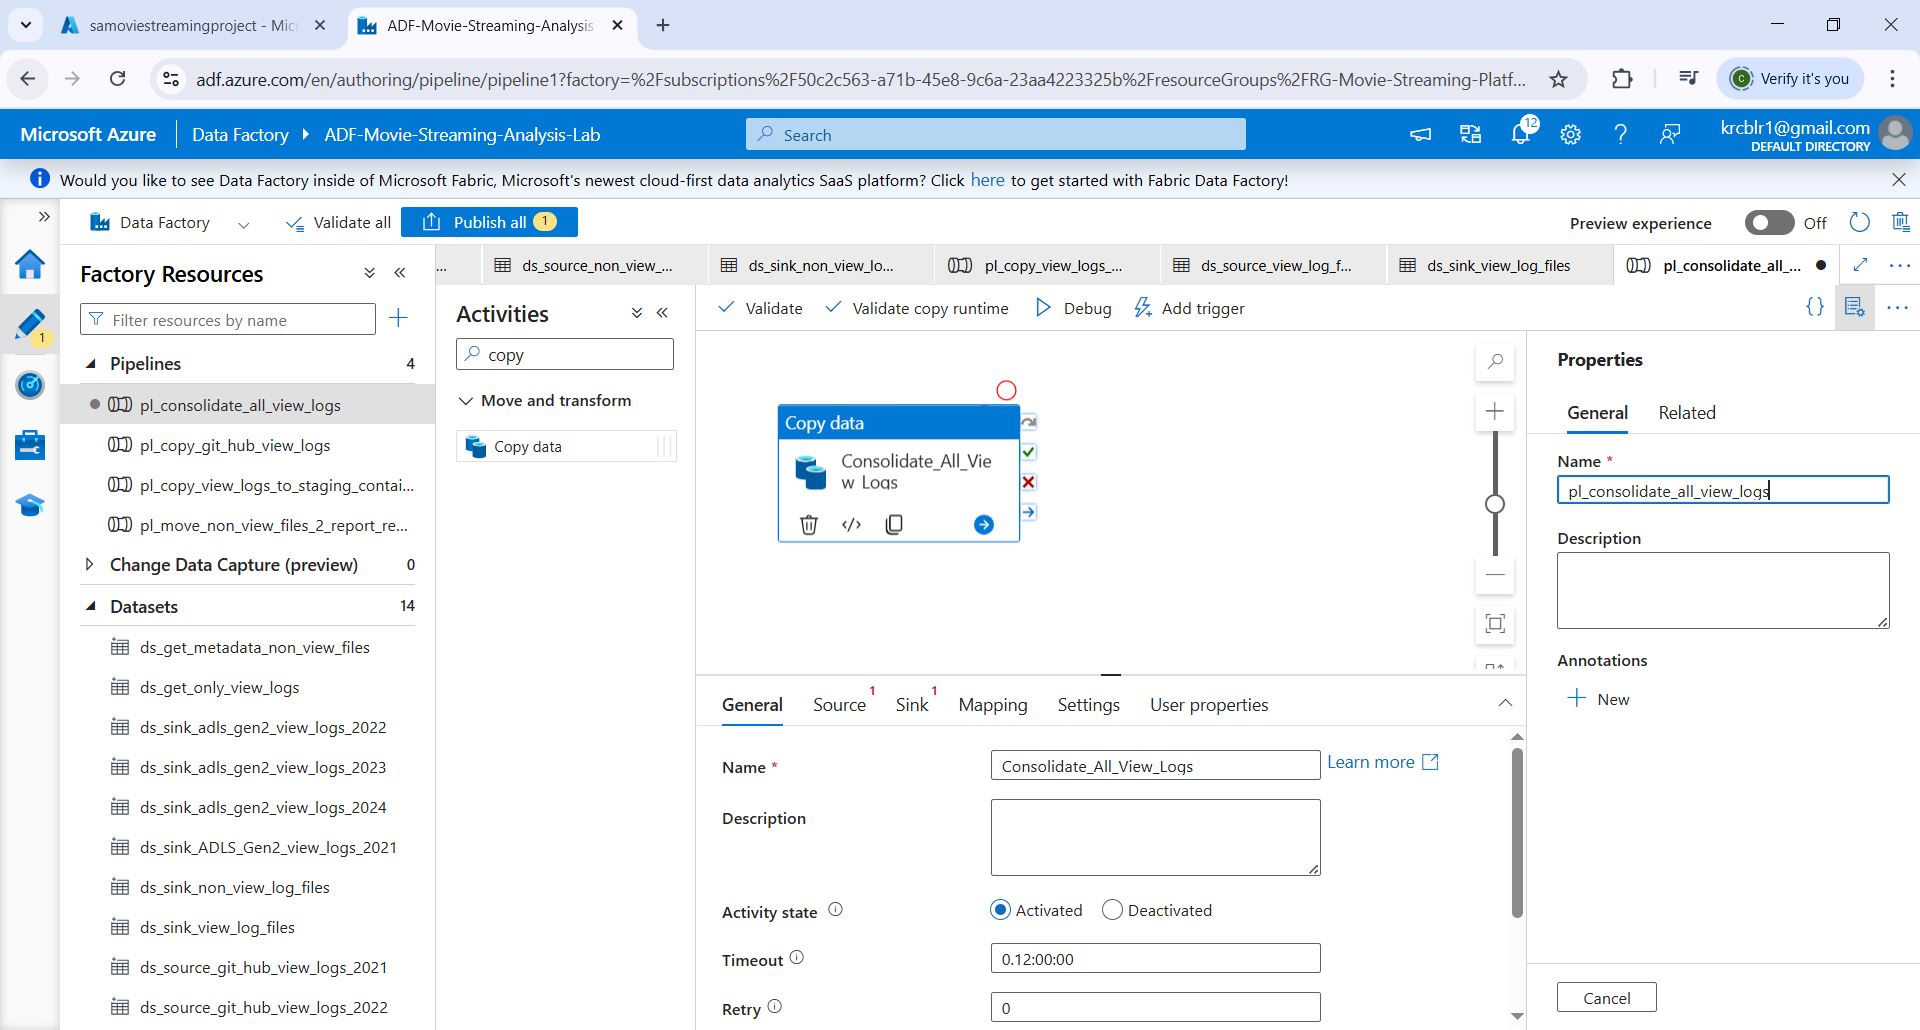 samoviestreamingproject - Micr
ADF-Movie-Streaming-Analysis
adf.azure.com/en/authoring/pipeline/pipeline1?factory=%2Fsubscriptions%2F50c2c563-a71b-45e8-9c6a-23aa4223325b%2FresourceGroups%2FRG-Movie-Streaming-Platf...
Verify it's you
Microsoft Azure
Data Factory
ADF-Movie-Streaming-Analysis-Lab
Search
12
krcblr1@gmail.com
DEFAULT DIRECTORY
Would you like to see Data Factory inside of Microsoft Fabric, Microsoft's newest cloud-first data analytics SaaS platform? Click here to get started with Fabric Data Factory!
Data Factory
Validate all
Publish all 1
Preview experience
Off
Factory Resources
Filter resources by name
1
Pipelines 4
pl_consolidate_all_view_logs
pl_copy_git_hub_view_logs
pl_copy_view_logs_to_staging_contai...
pl_move_non_view_files_2_report_re...
Change Data Capture (preview) 0
Datasets 14
ds_get_metadata_non_view_files
ds_get_only_view_logs
ds_sink_adls_gen2_view_logs_2022
ds_sink_adls_gen2_view_logs_2023
ds_sink_adls_gen2_view_logs_2024
ds_sink_ADLS_Gen2_view_logs_2021
ds_sink_non_view_log_files
ds_sink_view_log_files
ds_source_git_hub_view_logs_2021
ds_source_git_hub_view_logs_2022
...
ds_source_non_view_...
ds_sink_non_view_lo...
pl_copy_view_logs_...
ds_source_view_log_f...
ds_sink_view_log_files
pl_consolidate_all_...
Activities
copy
Move and transform
Copy data
Validate
Validate copy runtime
Debug
Add trigger
Copy data
Consolidate_All_Vie
w_Logs
General
Source 1
Sink 1
Mapping
Settings
User properties
Name *
Consolidate_All_View_Logs
Learn more
Description
Activity state
Activated
Deactivated
Timeout
0.12:00:00
Retry
0
Properties
General
Related
Name *
pl_consolidate_all_view_logs
Description
Annotations
New
Cancel